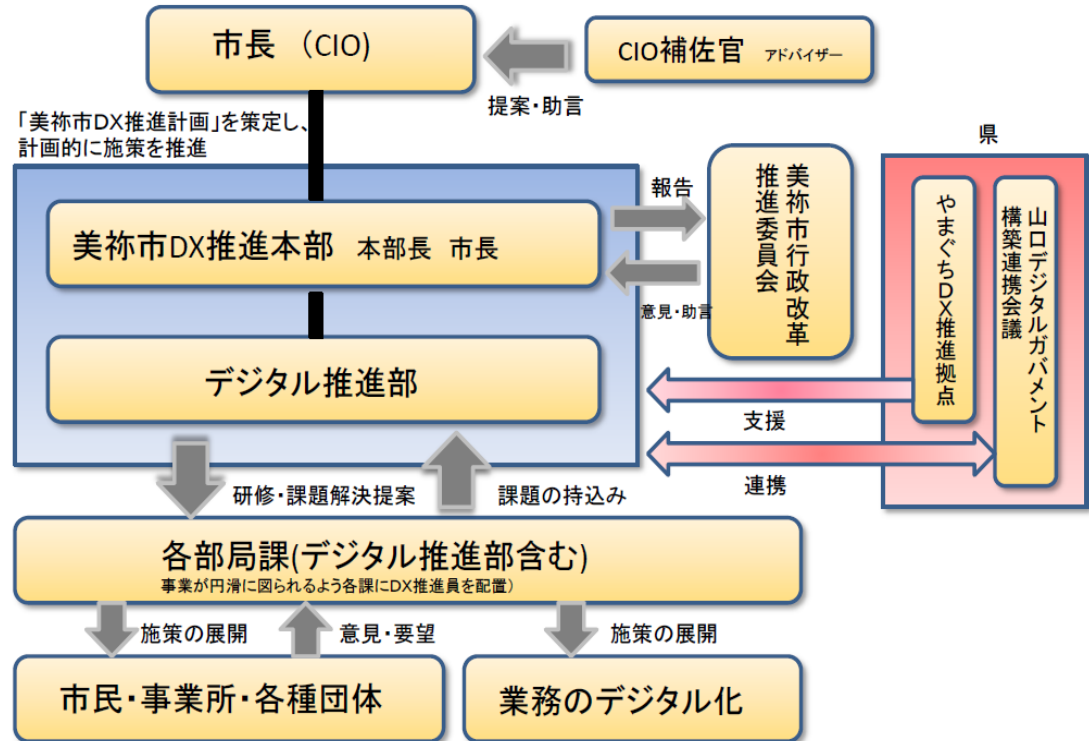 市長 （CIO)
CIO補佐官 アドバイザー
提案・助言
「美祢市DX推進計画」を策定し、
計画的に施策を推進
県
美祢市DX推進本部 本部長 市長
報告
意見・助言
美祢市行政改革
推進委員会
やまぐちDX推進拠点
山口デジタルガバメント
構築連携会議
デジタル推進部
支援
連携
研修・課題解決提案
課題の持込み
各部局課(デジタル推進部含む)
事業が円滑に図られるよう各課にDX推進員を配置）
施策の展開
意見・要望
施策の展開
市民・事業所・各種団体
業務のデジタル化